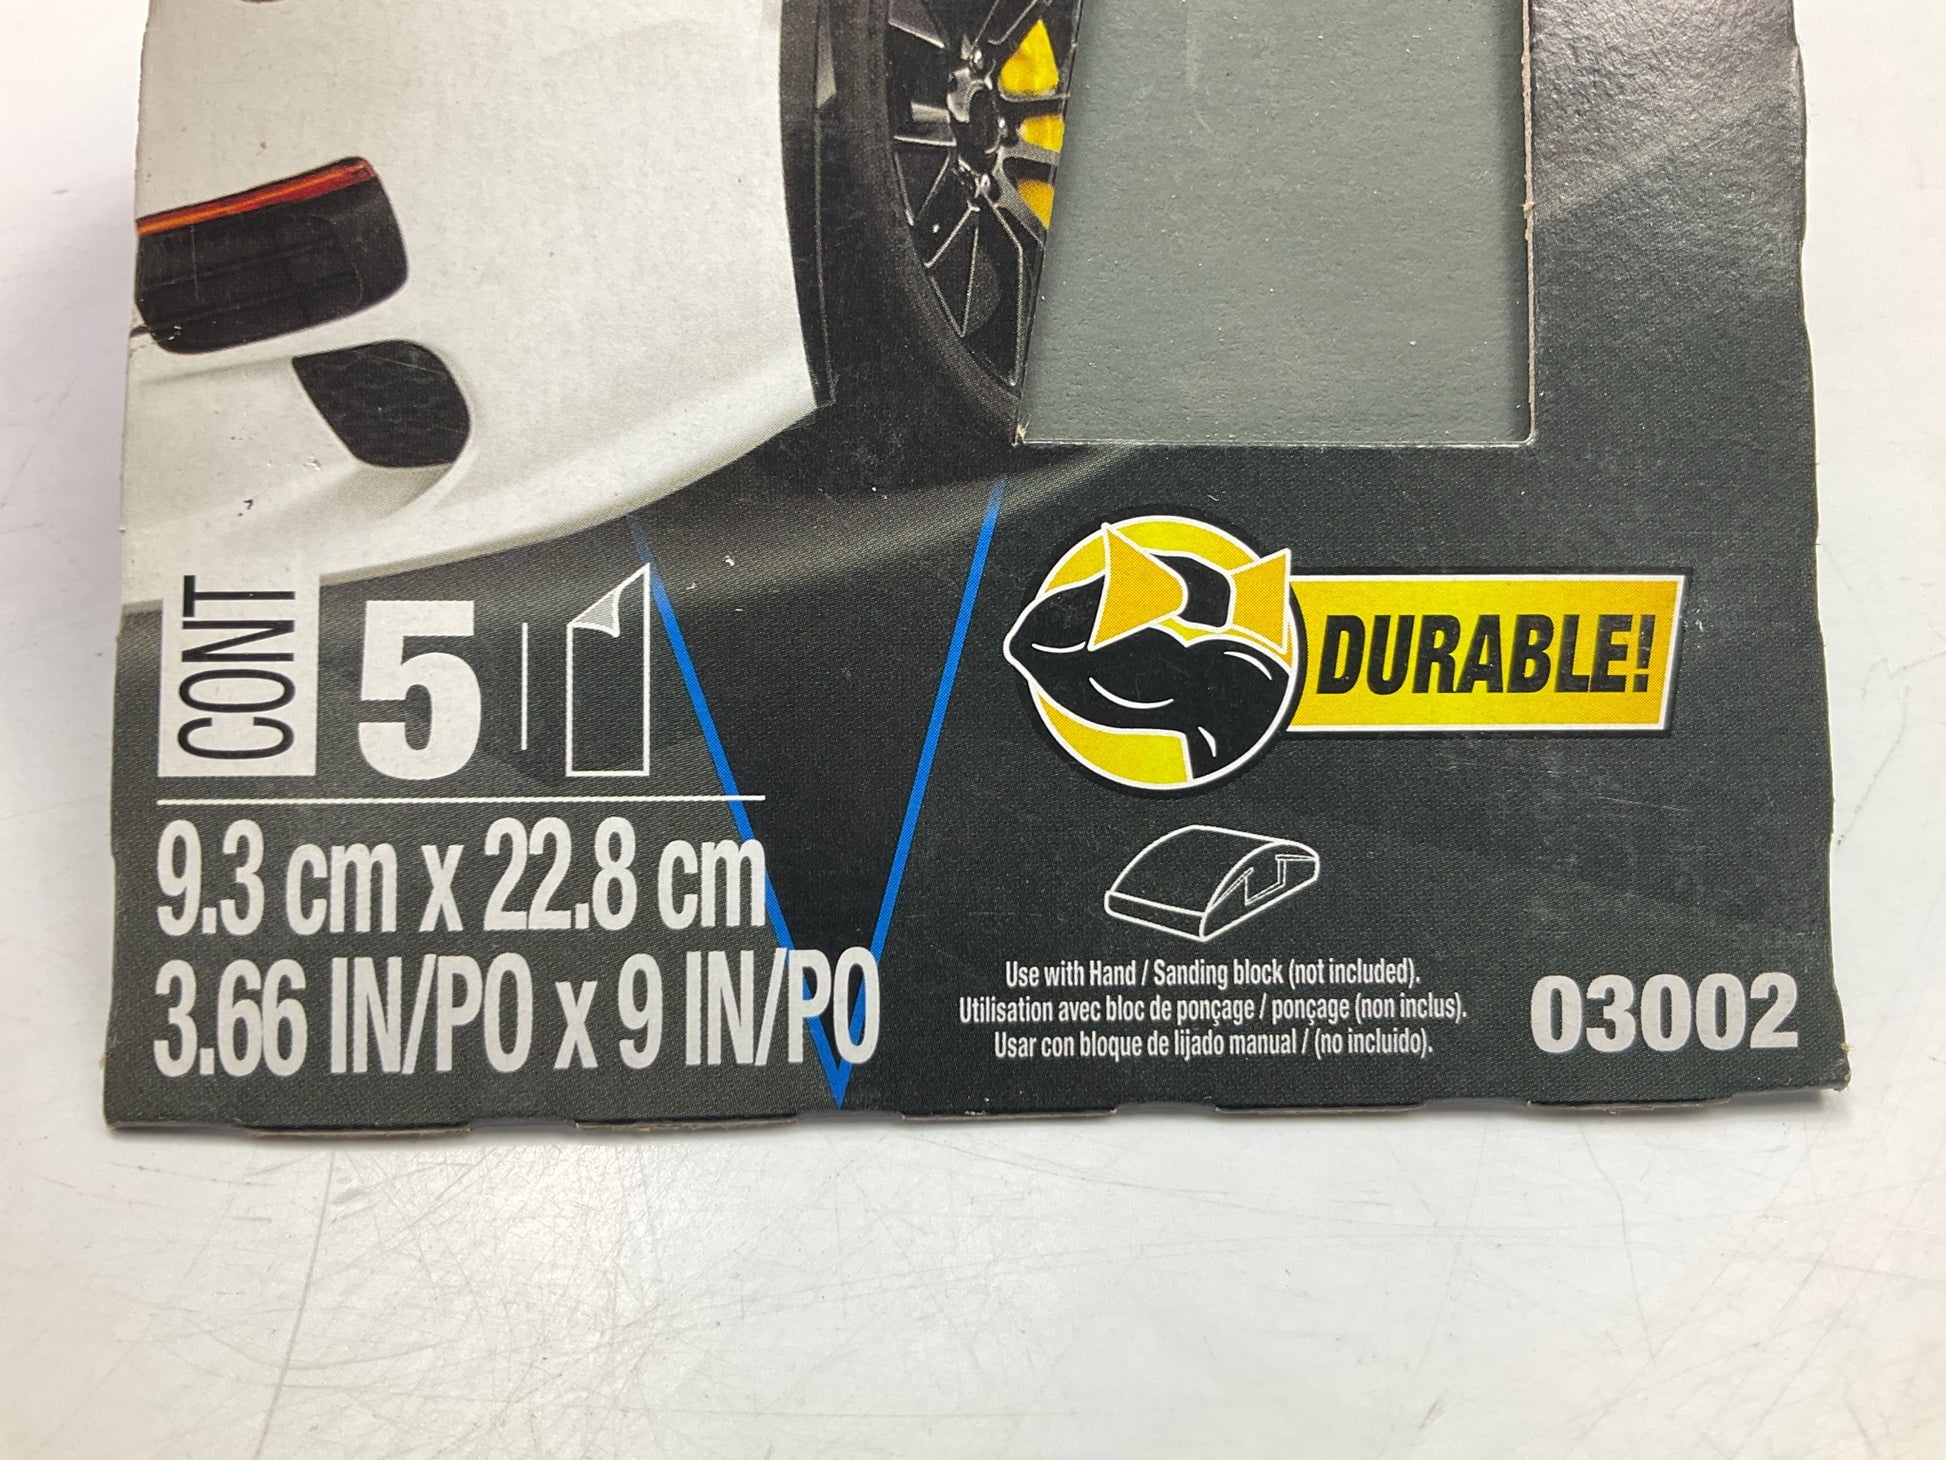 CONT
5
9.3 cm x 22.8 cm
3.66 IN/PO x 9 IN/PO
DURABLE!
Use with Hand / Sanding block (not included).
Utilisation avec bloc de ponçage / ponçage (non inclus).
Usar con bloque de lijado manual / (no incluido).
03002